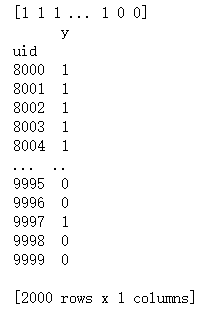 [1 1 1 ... 1 0 0]
y
uid
8000 1
8001 1
8002 1
8003 1
8004 1
... ..
9995 0
9996 0
9997 1
9998 0
9999 0
[2000 rows x 1 columns]